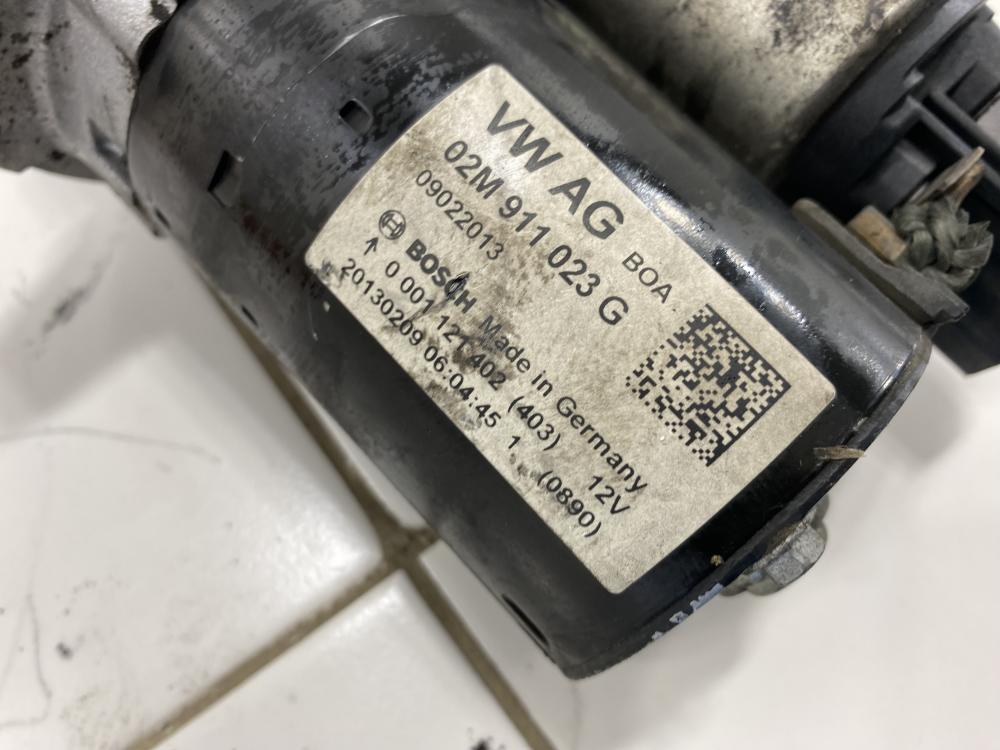 VW AG BOA
02M 911 023 G
09022013
BOSCH Made in Germany
↑ 0 001 121 402 (403) 12V
20130209 06:04:45 1 (0890)